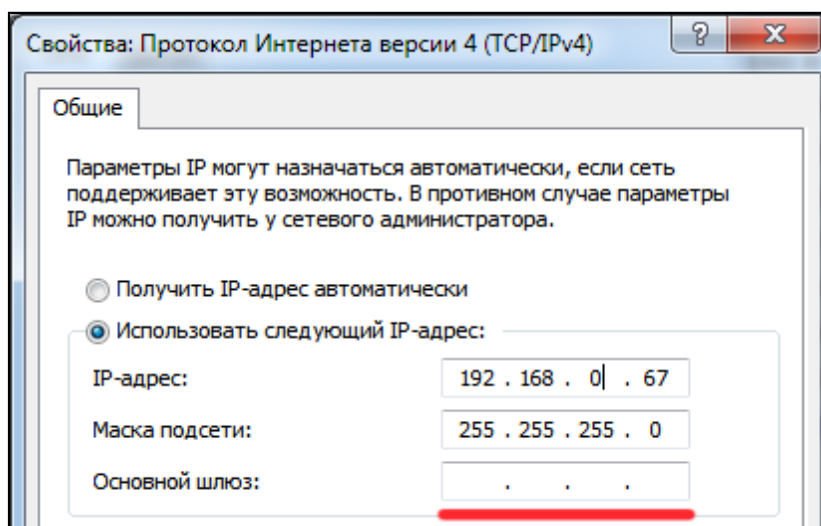 Свойства: Протокол Интернета версии 4 (TCP/IPv4)
Общие
Параметры IP могут назначаться автоматически, если сеть
поддерживает эту возможность. В противном случае параметры
IP можно получить у сетевого администратора.
Получить IP-адрес автоматически
Использовать следующий IP-адрес:
IP-адрес: 192 . 168 . 0 . 67
Маска подсети: 255 . 255 . 255 . 0
Основной шлюз: . . .